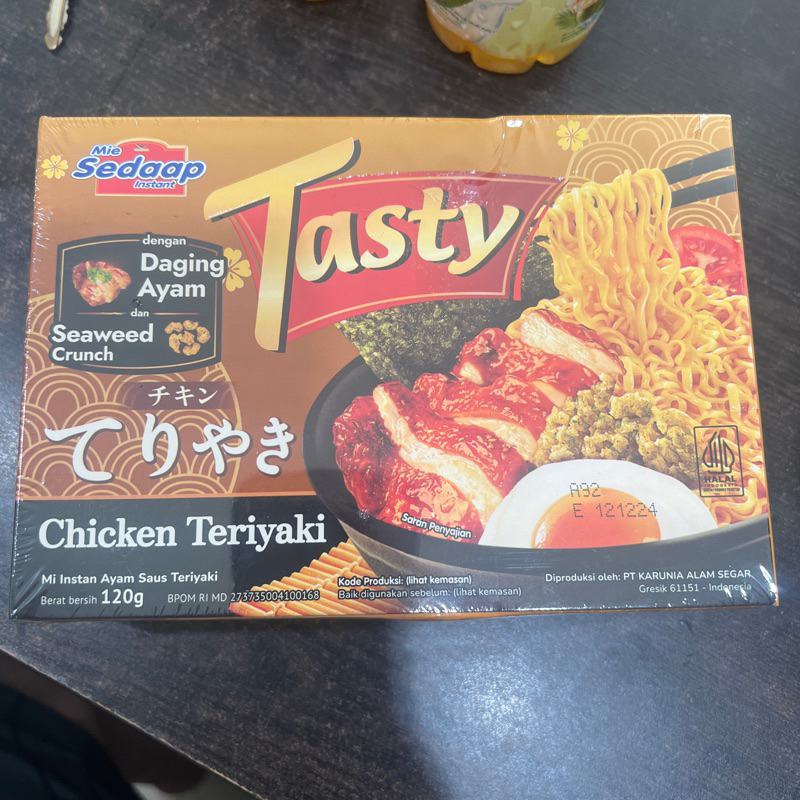 Mie
Sedaap
Instant
Tasty
dengan
Daging
Ayam
dan
Seaweed
Crunch
チキン
てりやき
Chicken Teriyaki
Mi Instan Ayam Saus Teriyaki
Berat bersih 120g
BPOM RI MD 273735004100168
Saran Penyajian
A92
E 121224
HALAL
INDONESIA
Kode Produksi: (lihat kemasan)
Baik digunakan sebelum: (lihat kemasan)
Diproduksi oleh: PT KARUNIA ALAM SEGAR
Gresik 61151 - Indonesia